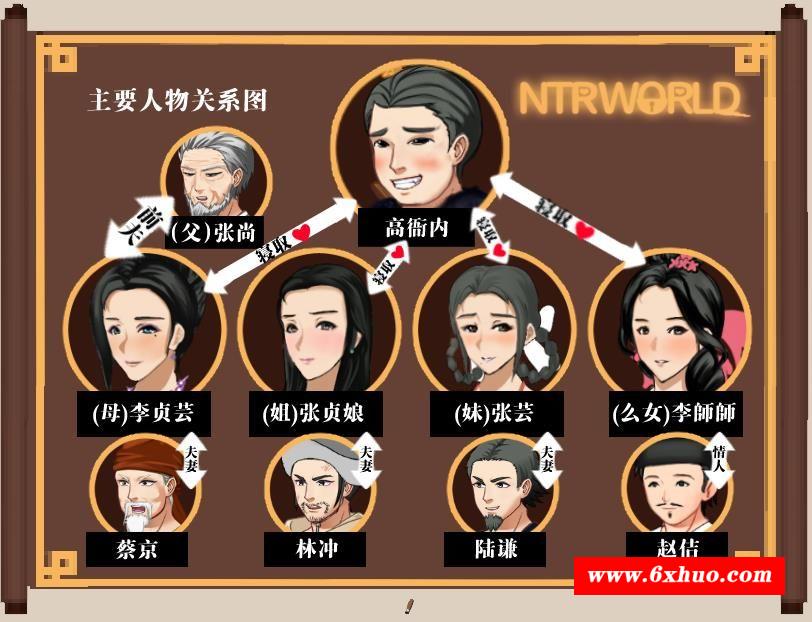 主要人物关系图
NTRWORLD
(父)张尚
高衙内
前夫
寝取
寝取
寝取
寝取
(母)李贞芸
(姐)张贞娘
(妹)张芸
(么女)李師師
夫妻
夫妻
夫妻
情人
蔡京
林冲
陆谦
赵佶
www.6xhuo.com